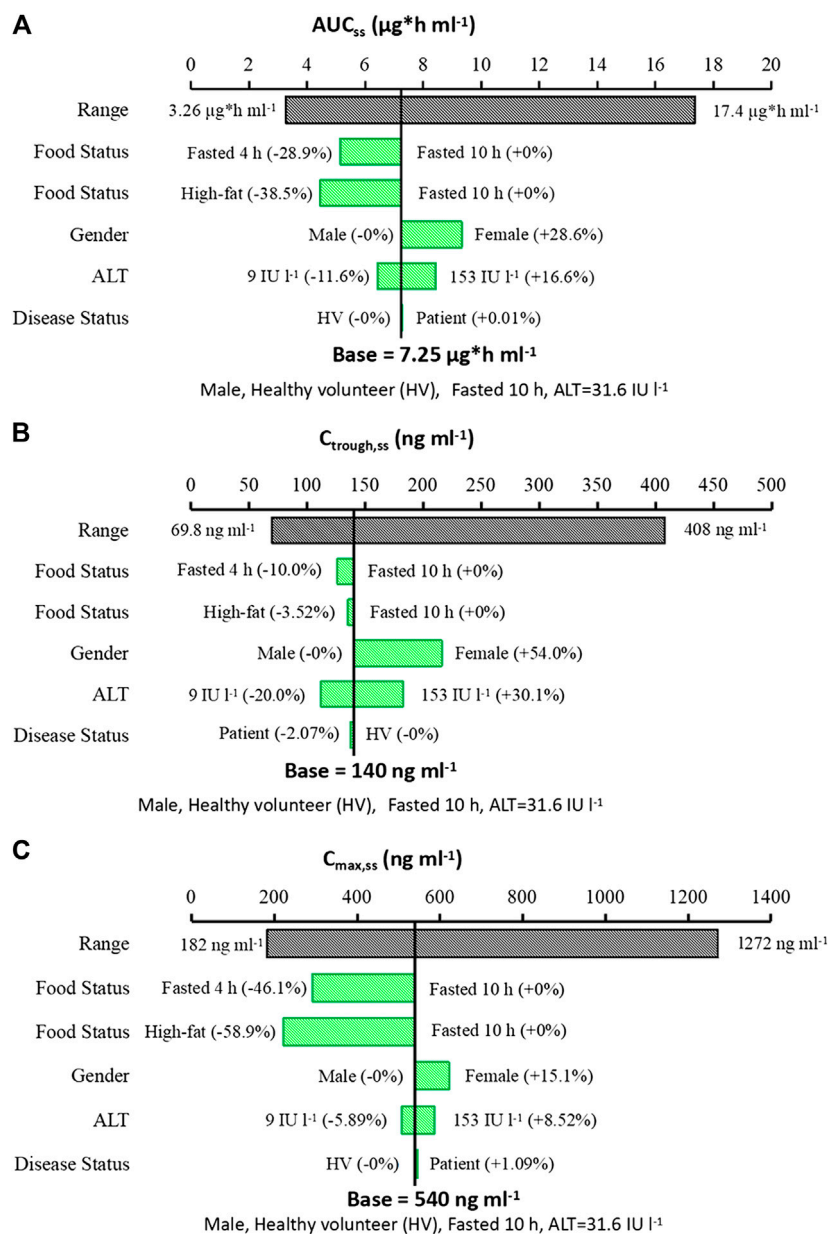 A
AUCss (µg*h ml-1)
0 2 4 6 8 10 12 14 16 18 20
Range 3.26 µg*h ml-1 17.4 µg*h ml-1
Food Status Fasted 4 h (-28.9%) Fasted 10 h (+0%)
Food Status High-fat (-38.5%) Fasted 10 h (+0%)
Gender Male (-0%) Female (+28.6%)
ALT 9 IU l-1 (-11.6%) 153 IU l-1 (+16.6%)
Disease Status HV (-0%) Patient (+0.01%)
Base = 7.25 µg*h ml-1
Male, Healthy volunteer (HV), Fasted 10 h, ALT=31.6 IU l-1
B
Ctrough,ss (ng ml-1)
0 50 100 150 200 250 300 350 400 450 500
Range 69.8 ng ml-1 408 ng ml-1
Food Status Fasted 4 h (-10.0%) Fasted 10 h (+0%)
Food Status High-fat (-3.52%) Fasted 10 h (+0%)
Gender Male (-0%) Female (+54.0%)
ALT 9 IU l-1 (-20.0%) 153 IU l-1 (+30.1%)
Disease Status Patient (-2.07%) HV (-0%)
Base = 140 ng ml-1
Male, Healthy volunteer (HV), Fasted 10 h, ALT=31.6 IU l-1
C
Cmax,ss (ng ml-1)
0 200 400 600 800 1000 1200 1400
Range 182 ng ml-1 1272 ng ml-1
Food Status Fasted 4 h (-46.1%) Fasted 10 h (+0%)
Food Status High-fat (-58.9%) Fasted 10 h (+0%)
Gender Male (-0%) Female (+15.1%)
ALT 9 IU l-1 (-5.89%) 153 IU l-1 (+8.52%)
Disease Status HV (-0%) Patient (+1.09%)
Base = 540 ng ml-1
Male, Healthy volunteer (HV), Fasted 10 h, ALT=31.6 IU l-1